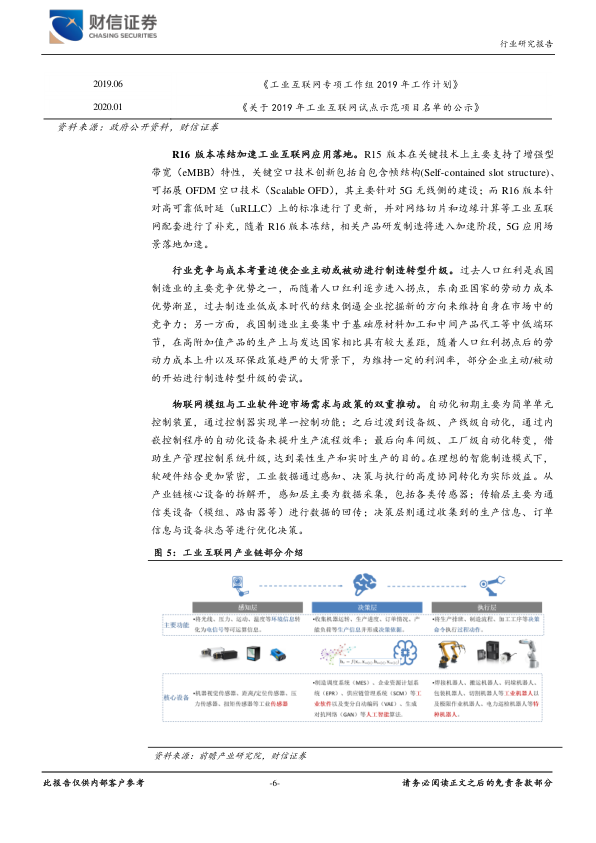 财信证券
CHASING SECURITIES
行业研究报告
2019.06 《工业互联网专项工作组 2019 年工作计划》
2020.01 《关于 2019 年工业互联网试点示范项目名单的公示》
资料来源：政府公开资料，财信证券
R16 版本冻结加速工业互联网应用落地。R15 版本在关键技术上主要支持了增强型
带宽（eMBB）特性，关键空口技术创新包括自包含帧结构(Self-contained slot structure)、
可拓展 OFDM 空口技术（Scalable OFD），其主要针对 5G 无线侧的建设；而 R16 版本针
对高可靠低时延（uRLLC）上的标准进行了更新，并对网络切片和边缘计算等工业互联
网配套进行了补充，随着 R16 版本冻结，相关产品研发制造将进入加速阶段，5G 应用场
景落地加速。
行业竞争与成本考量迫使企业主动或被动进行制造转型升级。过去人口红利是我国
制造业的主要竞争优势之一，而随着人口红利逐步进入拐点，东南亚国家的劳动力成本
优势渐显，过去制造业低成本时代的结束倒逼企业挖掘新的方向来维持自身在市场中的
竞争力；另一方面，我国制造业主要集中于基础原材料加工和中间产品代工等中低端环
节，在高附加值产品的生产上与发达国家相比具有较大差距，随着人口红利拐点后的劳
动力成本上升以及环保政策趋严的大背景下，为维持一定的利润率，部分企业主动/被动
的开始进行制造转型升级的尝试。
物联网模组与工业软件迎市场需求与政策的双重推动。自动化初期主要为简单单元
控制装置，通过控制器实现单一控制功能；之后过渡到设备级、产线级自动化，通过内
嵌控制程序的自动化设备来提升生产流程效率；最后向车间级、工厂级自动化转变，借
助生产管理控制系统升级，达到柔性生产和实时生产的目的。在理想的智能制造模式下，
软硬件结合更加紧密，工业数据通过感知、决策与执行的高度协同转化为实际效益。从
产业链核心设备的拆解开，感知层主要为数据采集，包括各类传感器；传输层主要为通
信类设备（模组、路由器等）进行数据的回传；决策层则通过收集到的生产信息、订单
信息与设备状态等进行优化决策。
图 5：工业互联网产业链部分介绍
感知层 决策层 执行层
主要功能 •将光线、压力、运动、温度等环境信息转 •收集机器运转、生产进度、订单情况、产 •将生产排班、制造流程、加工工序等决策
化为电信号等可运算信息。 能负荷等生产信息并形成决策依据。 命令执行过程动作。
核心设备 •机器视觉传感器、距离/定位传感器、压 •制造调度系统（MES）、企业资源计划系 •焊接机器人、搬运机器人、码垛机器人、
力传感器、扭矩传感器等工业传感器 统（EPR）、供应链管理系统（SCM）等工 包装机器人、切割机器人等工业机器人以
业软件以及变分自动编码（VAE）、生成 及极限作业机器人、电力巡检机器人等特
对抗网络（GAN）等人工智能算法。 种机器人。
资料来源：前瞻产业研究院，财信证券
此报告仅供内部客户参考 -6- 请务必阅读正文之后的免责条款部分